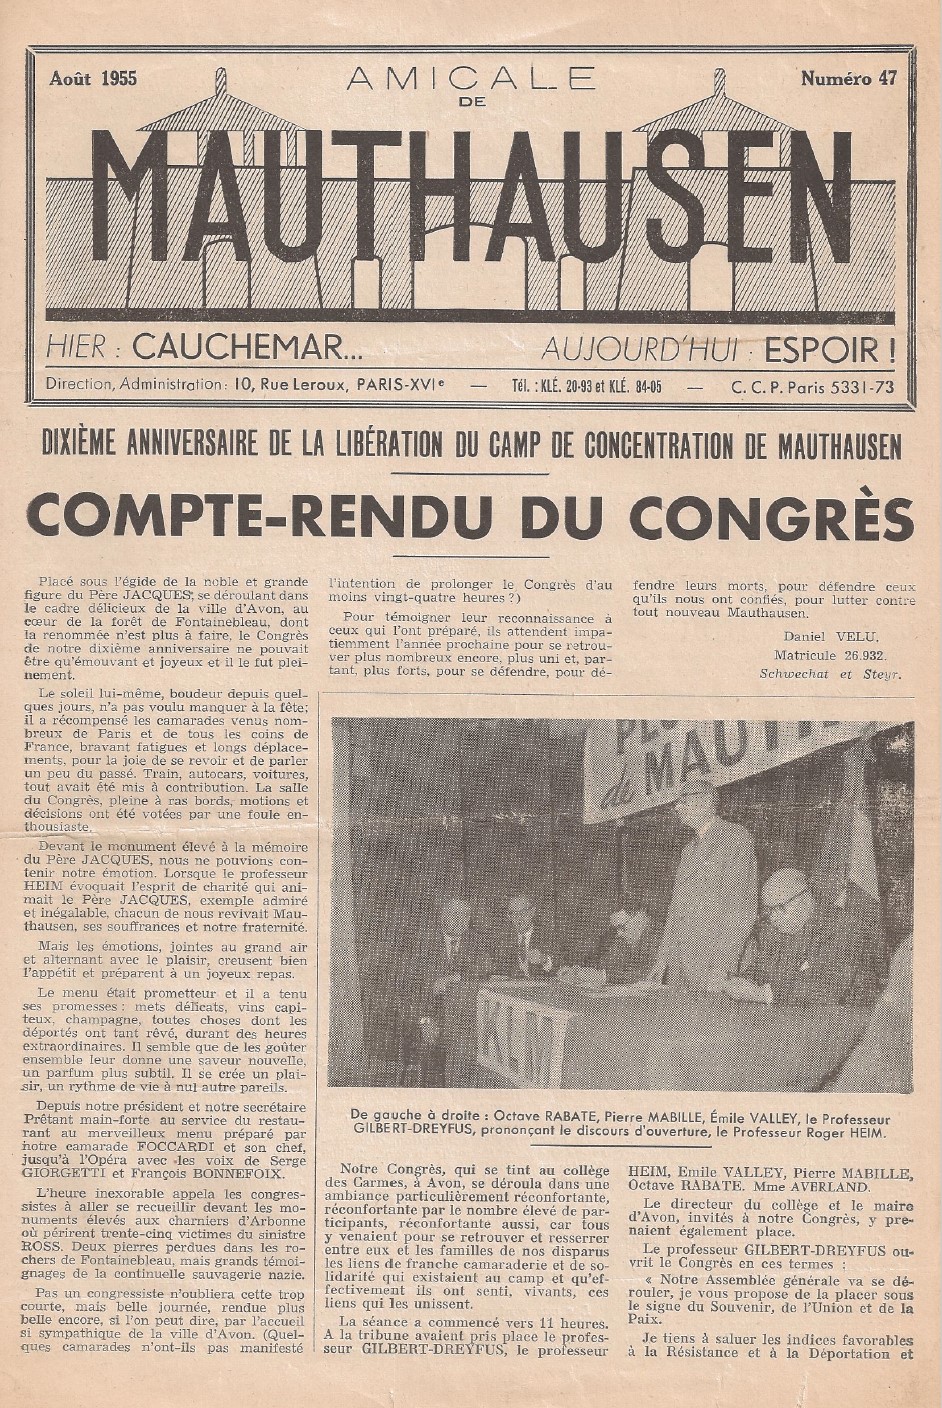 Août 1955
AMICALE
DE
Numéro 47
MAUTHAUSEN
HIER : CAUCHEMAR...
AUJOURD'HUI : ESPOIR !
Direction, Administration : 10, Rue Leroux, PARIS-XVIe — Tél. : KLÉ. 20-93 et KLÉ. 84-05 — C. C. P. Paris 5331-73
DIXIÈME ANNIVERSAIRE DE LA LIBÉRATION DU CAMP DE CONCENTRATION DE MAUTHAUSEN
COMPTE-RENDU DU CONGRÈS
Placé sous l'égide de la noble et grande
figure du Père JACQUES; se déroulant dans
le cadre délicieux de la ville d'Avon, au
cœur de la forêt de Fontainebleau, dont
la renommée n'est plus à faire, le Congrès
de notre dixième anniversaire ne pouvait
être qu'émouvant et joyeux et il le fut plei-
nement.
Le soleil lui-même, boudeur depuis quel-
ques jours, n'a pas voulu manquer à la fête;
il a récompensé les camarades venus nom-
breux de Paris et de tous les coins de
France, bravant fatigues et longs déplace-
ments, pour la joie de se revoir et de parler
un peu du passé. Train, autocars, voitures,
tout avait été mis à contribution. La salle
du Congrès, pleine à ras bords, motions et
décisions ont été votées par une foule en-
thousiaste.
Devant le monument élevé à la mémoire
du Père JACQUES, nous ne pouvions con-
tenir notre émotion. Lorsque le professeur
HEIM évoquait l'esprit de charité qui ani-
mait le Père JACQUES, exemple admiré
et inégalable, chacun de nous revivait Mau-
thausen, ses souffrances et notre fraternité.
Mais les émotions, jointes au grand air
et alternant avec le plaisir, creusent bien
l'appétit et préparent à un joyeux repas.
Le menu était prometteur et il a tenu
ses promesses : mets délicats, vins capi-
teux, champagne, toutes choses dont les
déportés ont tant rêvé, durant des heures
extraordinaires. Il semble que de les goûter
ensemble leur donne une saveur nouvelle,
un parfum plus subtil. Il se crée un plai-
sir, un rythme de vie à nul autre pareils.
Depuis notre président et notre secrétaire
Prêtant main-forte au service du restau-
rant au merveilleux menu préparé par
notre camarade FOCCARDI et son chef,
jusqu'à l'Opéra avec les voix de Serge
GIORGETTI et François BONNEFOIX.
L'heure inexorable appela les congres-
sistes à aller se recueillir devant les mo-
numents élevés aux charniers d'Arbonne
où périrent trente-cinq victimes du sinistre
ROSS. Deux pierres perdues dans les ro-
chers de Fontainebleau, mais grands témoi-
gnages de la continuelle sauvagerie nazie.
Pas un congressiste n'oubliera cette trop
courte, mais belle journée, rendue plus
belle encore, si l'on peut dire, par l'accueil
si sympathique de la ville d'Avon. (Quel-
ques camarades n'ont-ils pas manifesté
l'intention de prolonger le Congrès d'au
moins vingt-quatre heures ?)
Pour témoigner leur reconnaissance à
ceux qui l'ont préparé, ils attendent impa-
tiemment l'année prochaine pour se retrou-
ver plus nombreux encore, plus uni et, par-
tant, plus forts, pour se défendre, pour dé-
fendre leurs morts, pour défendre ceux
qu'ils nous ont confiés, pour lutter contre
tout nouveau Mauthausen.
Daniel VELU.
Matricule 26.932.
Schwechat et Steyr.
de MAUTH
HEIM
De gauche à droite : Octave RABATE, Pierre MABILLE, Émile VALLEY, le Professeur
GILBERT-DREYFUS, prononçant le discours d'ouverture, le Professeur Roger HEIM.
Notre Congrès, qui se tint au collège
des Carmes, à Avon, se déroula dans une
ambiance particulièrement réconfortante,
réconfortante par le nombre élevé de par-
ticipants, réconfortante aussi, car tous
y venaient pour se retrouver et resserrer
entre eux et les familles de nos disparus
les liens de franche camaraderie et de so-
lidarité qui existaient au camp et qu'ef-
fectivement ils ont senti, vivants, ces
liens qui les unissent.
La séance a commencé vers 11 heures.
A la tribune avaient pris place le profes-
seur GILBERT-DREYFUS, le professeur
HEIM, Emile VALLEY, Pierre MABILLE,
Octave RABATE. Mme AVERLAND.
Le directeur du collège et le maire
d'Avon, invités à notre Congrès, y pre-
naient également place.
Le professeur GILBERT-DREYFUS ou-
vrit le Congrès en ces termes :
« Notre Assemblée générale va se dé-
rouler, je vous propose de la placer sous
le signe du Souvenir, de l'Union et de la
Paix.
Je tiens à saluer les indices favorables
à la Résistance et à la Déportation et